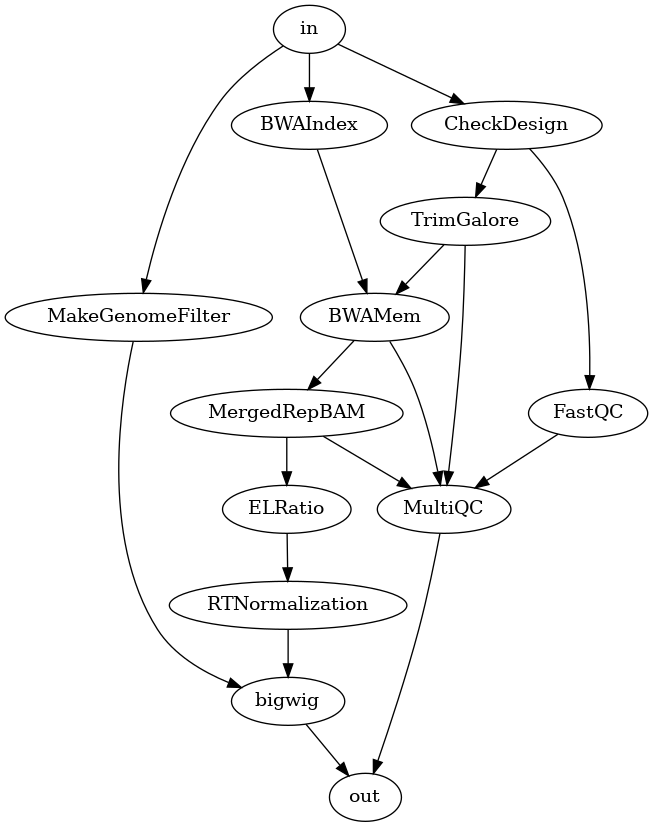 in
BWAIndex
CheckDesign
TrimGalore
MakeGenomeFilter
BWAMem
MergedRepBAM
FastQC
ELRatio
MultiQC
RTNormalization
bigwig
out